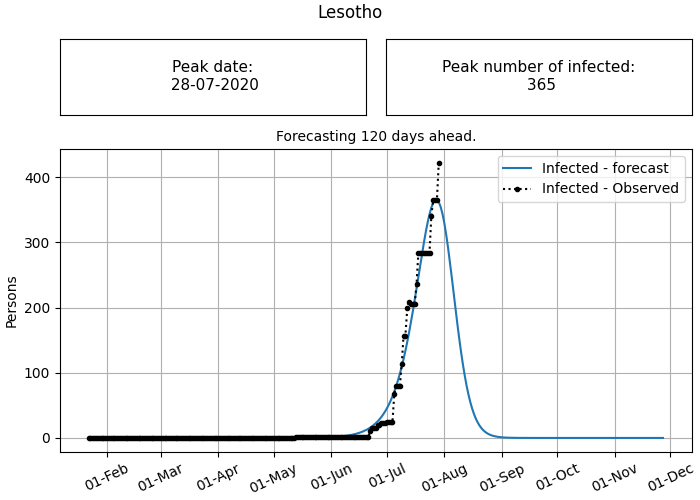 Lesotho
Peak date:
28-07-2020
Peak number of infected:
365
Forecasting 120 days ahead.
Infected - forecast
Infected - Observed
Persons
400
300
200
100
0
01-Feb
01-Mar
01-Apr
01-May
01-Jun
01-Jul
01-Aug
01-Sep
01-Oct
01-Nov
01-Dec